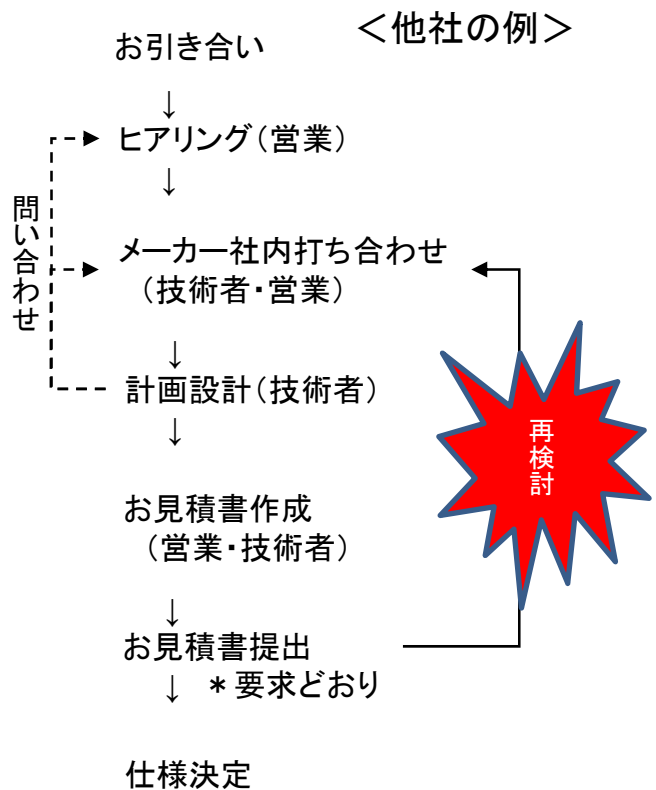 ＜他社の例＞
お引き合い
↓
ヒアリング（営業）
↓
問い合わせ
メーカー社内打ち合わせ
（技術者・営業）
↓
計画設計（技術者）
↓
再検討
お見積書作成
（営業・技術者）
↓
お見積書提出
↓ ＊要求どおり
仕様決定